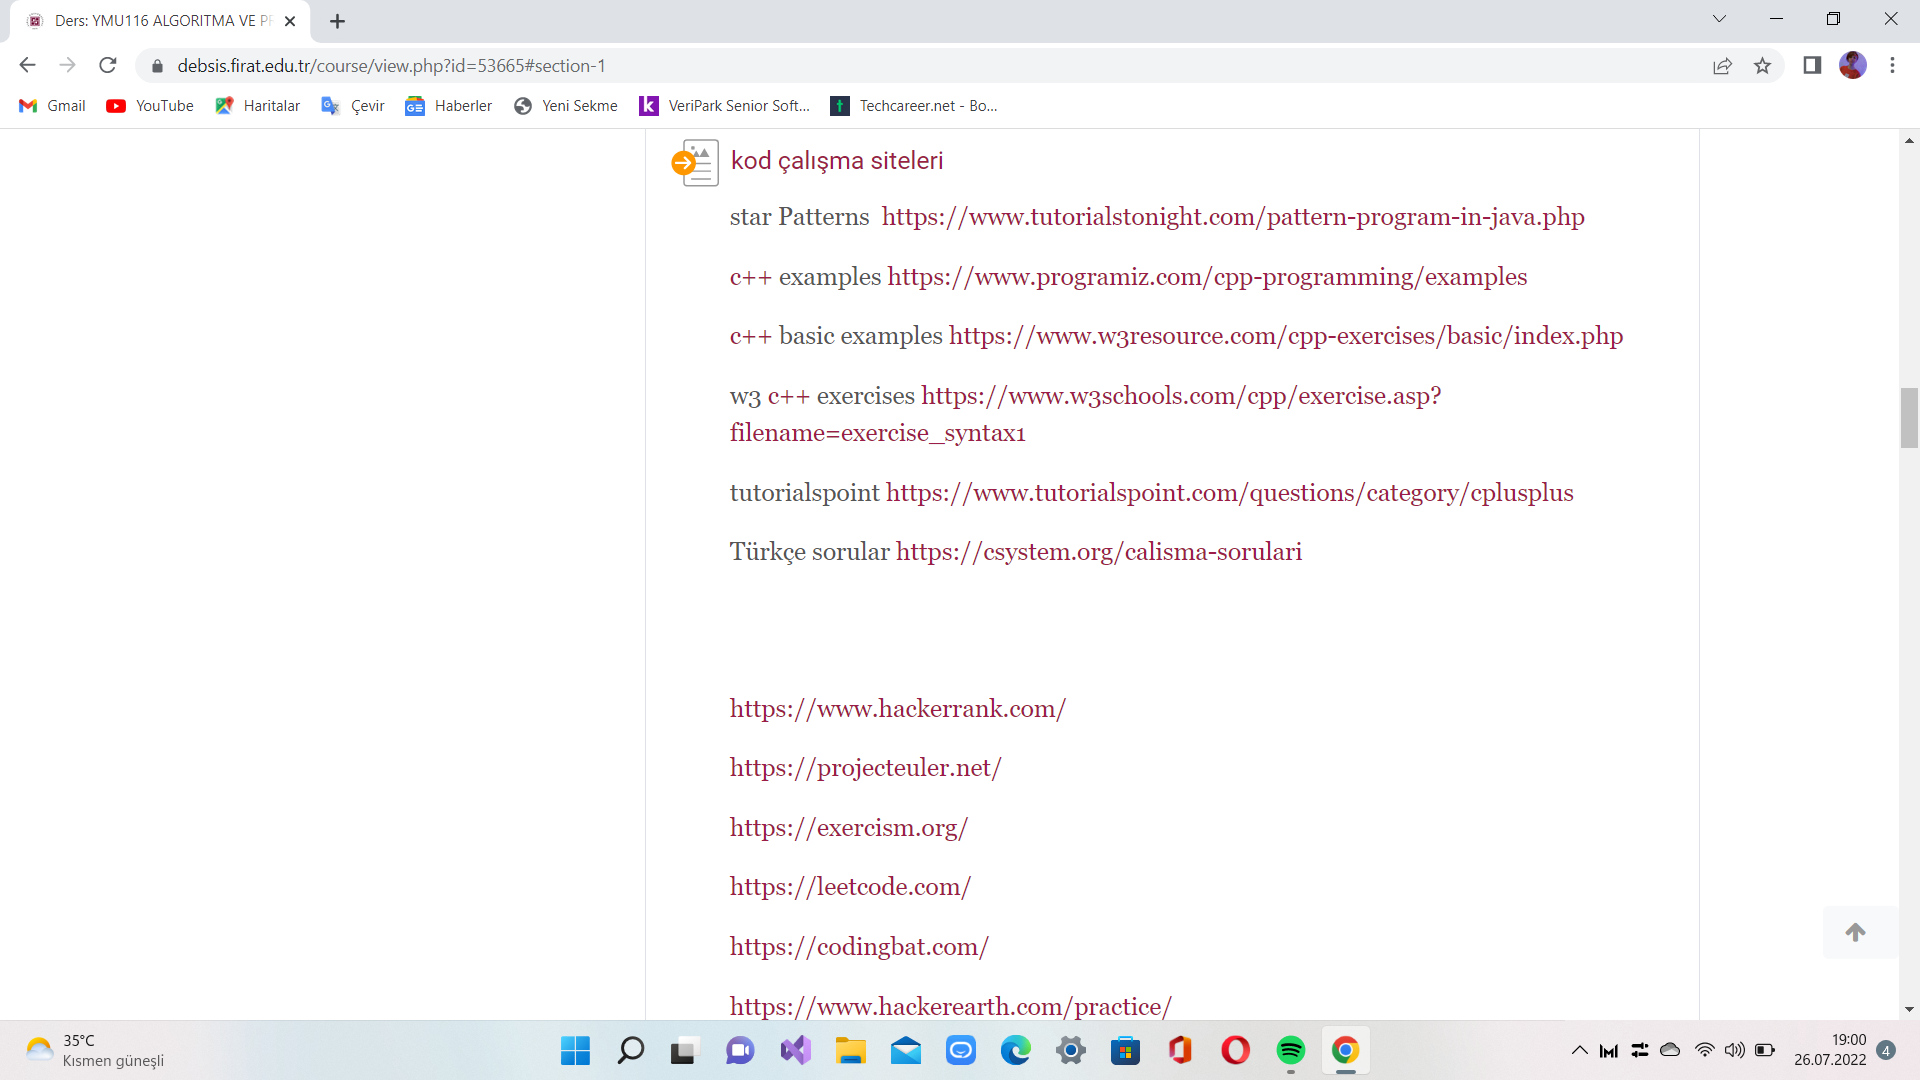 Ders: YMU116 ALGORITMA VE PR
debsis.firat.edu.tr/course/view.php?id=53665#section-1
Gmail YouTube Haritalar Çevir Haberler Yeni Sekme VeriPark Senior Soft... Techcareer.net - Bo...
kod çalışma siteleri
star Patterns https://www.tutorialstonight.com/pattern-program-in-java.php
c++ examples https://www.programiz.com/cpp-programming/examples
c++ basic examples https://www.w3resource.com/cpp-exercises/basic/index.php
w3 c++ exercises https://www.w3schools.com/cpp/exercise.asp?
filename=exercise_syntax1
tutorialspoint https://www.tutorialspoint.com/questions/category/cplusplus
Türkçe sorular https://csystem.org/calisma-sorulari
https://www.hackerrank.com/
https://projecteuler.net/
https://exercism.org/
https://leetcode.com/
https://codingbat.com/
https://www.hackerearth.com/practice/
35°C
Kısmen güneşli
19:00
26.07.2022
4